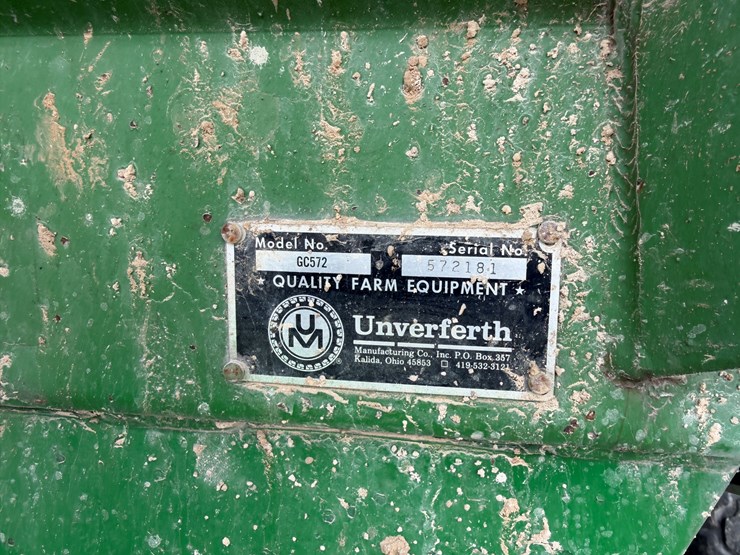 Model No. Serial No.
GC572 572181
★ QUALITY FARM EQUIPMENT ★
UM Unverferth
Manufacturing Co., Inc. P.O. Box 357
Kalida, Ohio 45853 □ 419-532-3121